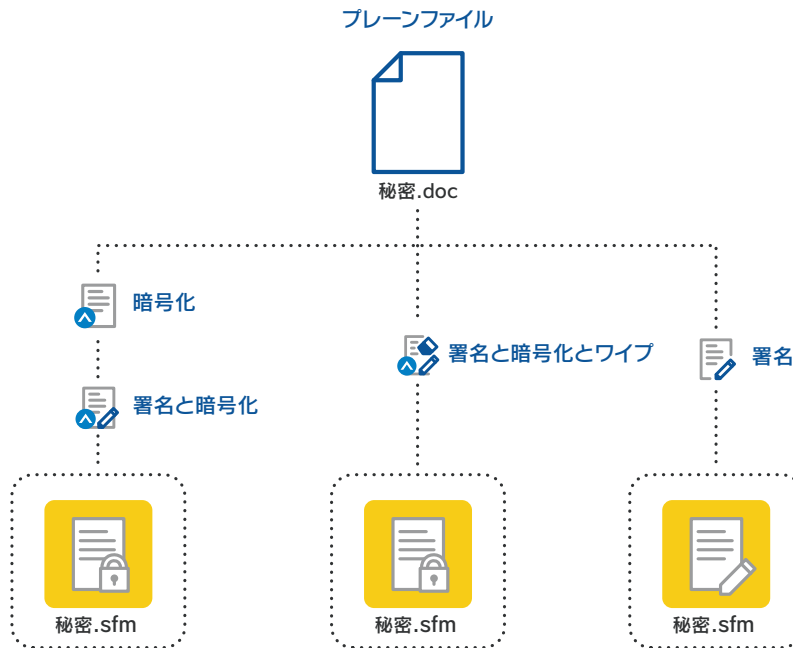 プレーンファイル
秘密.doc
暗号化
署名と暗号化とワイプ
署名
署名と暗号化
秘密.sfm
秘密.sfm
秘密.sfm